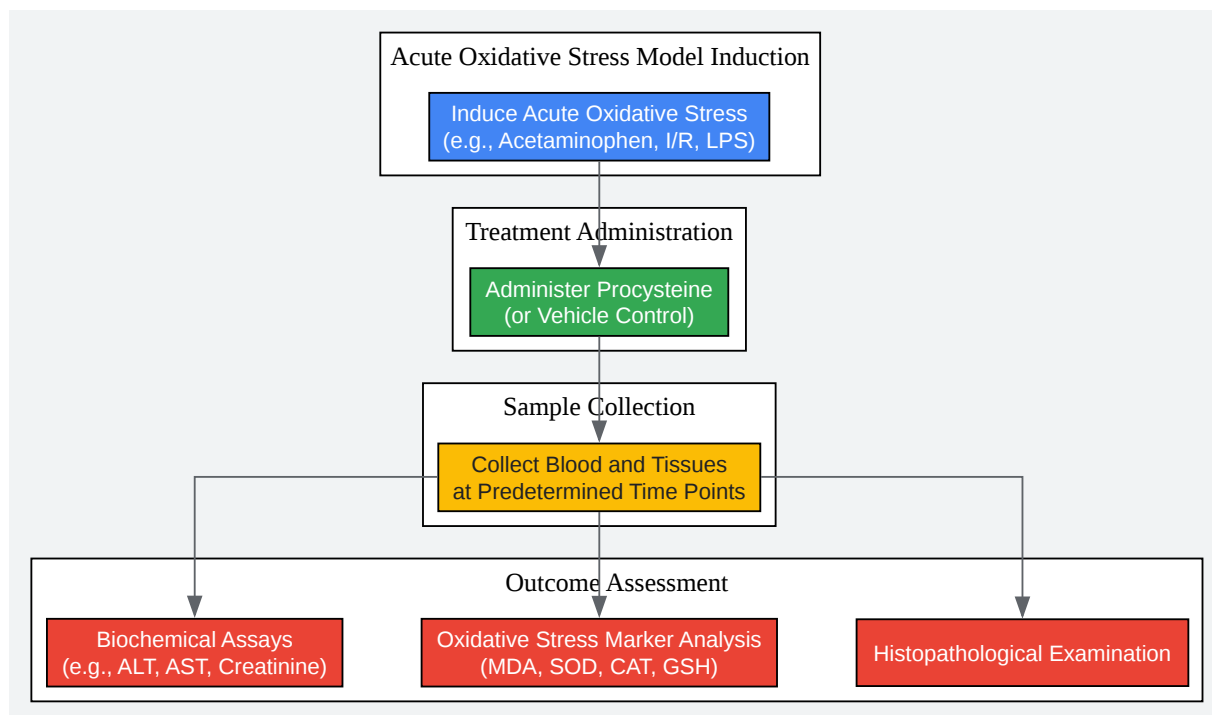 Acute Oxidative Stress Model Induction
Induce Acute Oxidative Stress
(e.g., Acetaminophen, I/R, LPS)
Treatment Administration
Administer Procysteine
(or Vehicle Control)
Sample Collection
Collect Blood and Tissues
at Predetermined Time Points
Outcome Assessment
Biochemical Assays
(e.g., ALT, AST, Creatinine)
Oxidative Stress Marker Analysis
(MDA, SOD, CAT, GSH)
Histopathological Examination